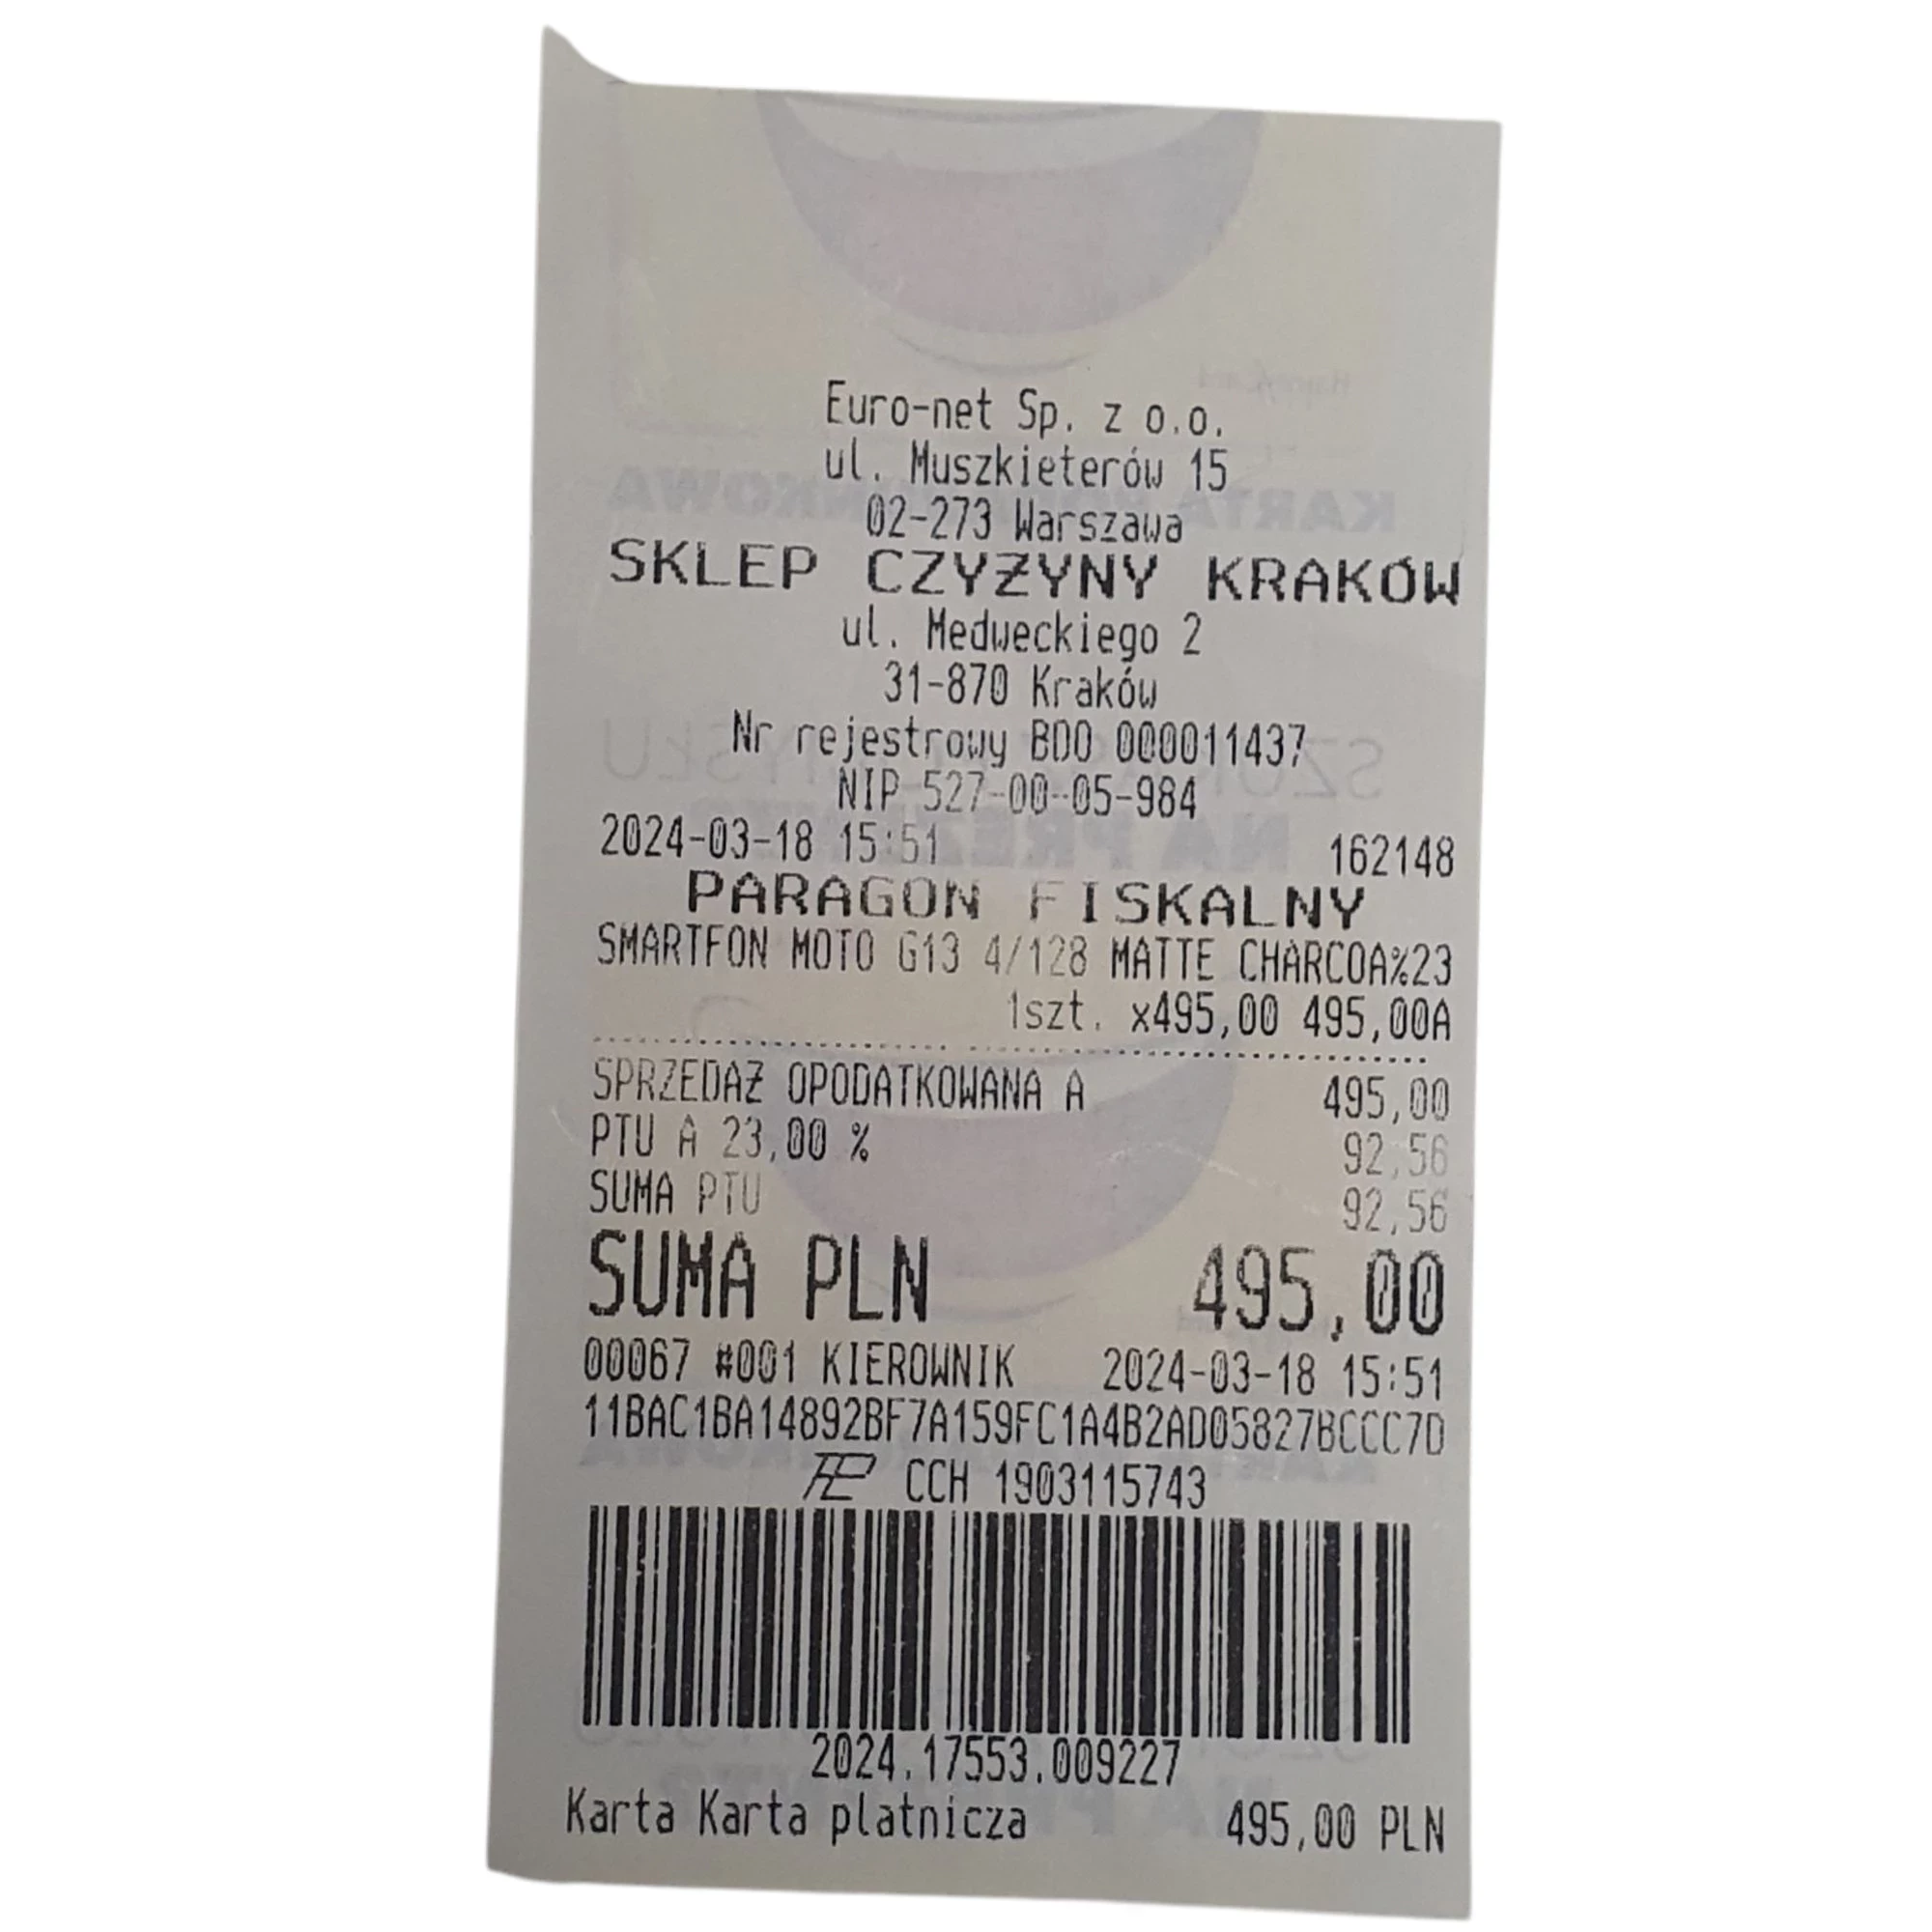 Euro-net Sp. z o.o.
ul. Muszkieterów 15
02-273 Warszawa
SKLEP CZYŻYNY KRAKÓW
ul. Medweckiego 2
31-870 Kraków
Nr rejestrowy BDO 000011437
NIP 527-00-05-984
2024-03-18 15:51 162148
PARAGON FISKALNY
SMARTFON MOTO G13 4/128 MATTE CHARCOA%23
1szt. x495,00 495,00A
SPRZEDAŻ OPODATKOWANA A 495,00
PTU A 23,00 % 92,56
SUMA PTU 92,56
SUMA PLN 495,00
00067 #001 KIEROWNIK 2024-03-18 15:51
11BAC1BA14892BF7A159FC1A4B2AD05827BCCC7D
CCH 1903115743
2024.17553.009227
Karta Karta platnicza 495,00 PLN